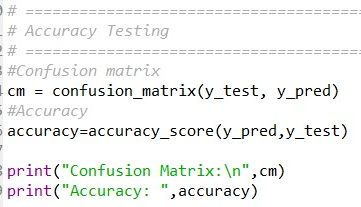 # ===================================
# Accuracy Testing
# ===================================
#Confusion matrix
cm = confusion_matrix(y_test, y_pred)
#Accuracy
accuracy=accuracy_score(y_pred,y_test)
print("Confusion Matrix:\n",cm)
print("Accuracy: ",accuracy)